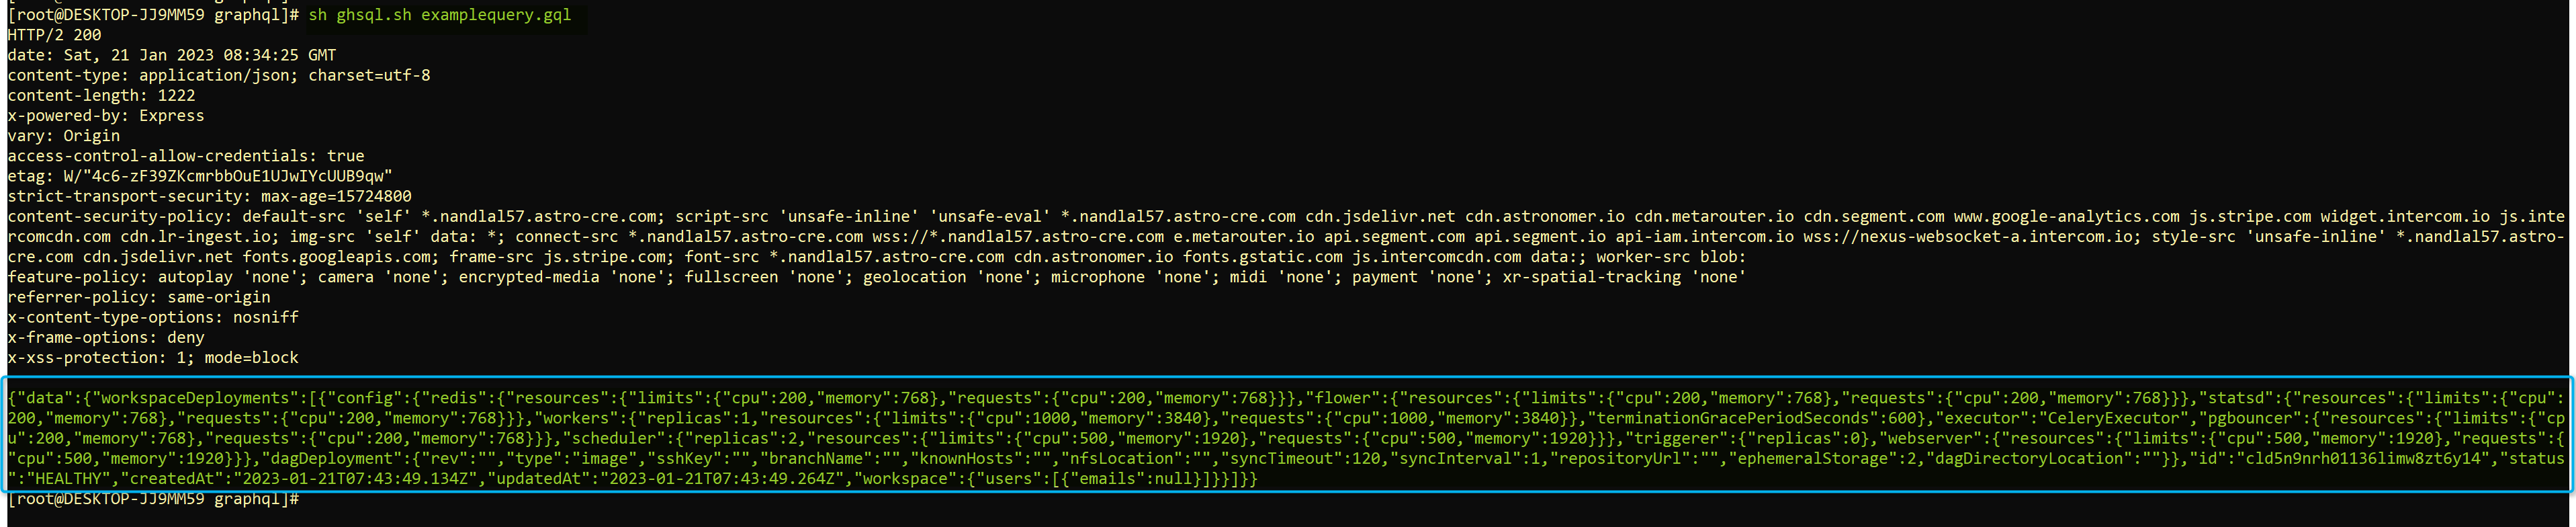 [root@DESKTOP-JJ9MM59 graphql]# sh ghsql.sh examplequery.gql
HTTP/2 200
date: Sat, 21 Jan 2023 08:34:25 GMT
content-type: application/json; charset=utf-8
content-length: 1222
x-powered-by: Express
vary: Origin
access-control-allow-credentials: true
etag: W/"4c6-zF39ZKcmrbbOuE1UJwIYcUUB9qw"
strict-transport-security: max-age=15724800
content-security-policy: default-src 'self' *.nandlal57.astro-cre.com; script-src 'unsafe-inline' 'unsafe-eval' *.nandlal57.astro-cre.com cdn.jsdelivr.net cdn.astronomer.io cdn.metarouter.io cdn.segment.com www.google-analytics.com js.stripe.com widget.intercom.io js.inte
rcomcdn.com cdn.lr-ingest.io; img-src 'self' data: *; connect-src *.nandlal57.astro-cre.com wss://*.nandlal57.astro-cre.com e.metarouter.io api.segment.com api.segment.io api-iam.intercom.io wss://nexus-websocket-a.intercom.io; style-src 'unsafe-inline' *.nandlal57.astro-
cre.com cdn.jsdelivr.net fonts.googleapis.com; frame-src js.stripe.com; font-src *.nandlal57.astro-cre.com cdn.astronomer.io fonts.gstatic.com js.intercomcdn.com data:; worker-src blob:
feature-policy: autoplay 'none'; camera 'none'; encrypted-media 'none'; fullscreen 'none'; geolocation 'none'; microphone 'none'; midi 'none'; payment 'none'; xr-spatial-tracking 'none'
referrer-policy: same-origin
x-content-type-options: nosniff
x-frame-options: deny
x-xss-protection: 1; mode=block
{"data":{"workspaceDeployments":[{"config":{"redis":{"resources":{"limits":{"cpu":200,"memory":768},"requests":{"cpu":200,"memory":768}}},"flower":{"resources":{"limits":{"cpu":200,"memory":768},"requests":{"cpu":200,"memory":768}}},"statsd":{"resources":{"limits":{"cpu":
200,"memory":768},"requests":{"cpu":200,"memory":768}}},"workers":{"replicas":1,"resources":{"limits":{"cpu":1000,"memory":3840},"requests":{"cpu":1000,"memory":3840}},"terminationGracePeriodSeconds":600},"executor":"CeleryExecutor","pgbouncer":{"resources":{"limits":{"cp
u":200,"memory":768},"requests":{"cpu":200,"memory":768}}},"scheduler":{"replicas":2,"resources":{"limits":{"cpu":500,"memory":1920},"requests":{"cpu":500,"memory":1920}}},"triggerer":{"replicas":0},"webserver":{"resources":{"limits":{"cpu":500,"memory":1920},"requests":{
"cpu":500,"memory":1920}}},"dagDeployment":{"rev":"","type":"image","sshKey":"","branchName":"","knownHosts":"","nfsLocation":"","syncTimeout":120,"syncInterval":1,"repositoryUrl":"","ephemeralStorage":2,"dagDirectoryLocation":""}},"id":"cld5n9nrh01136limw8zt6y14","status
":"HEALTHY","createdAt":"2023-01-21T07:43:49.134Z","updatedAt":"2023-01-21T07:43:49.264Z","workspace":{"users":[{"emails":null}]}}]}}
[root@DESKTOP-JJ9MM59 graphql]#